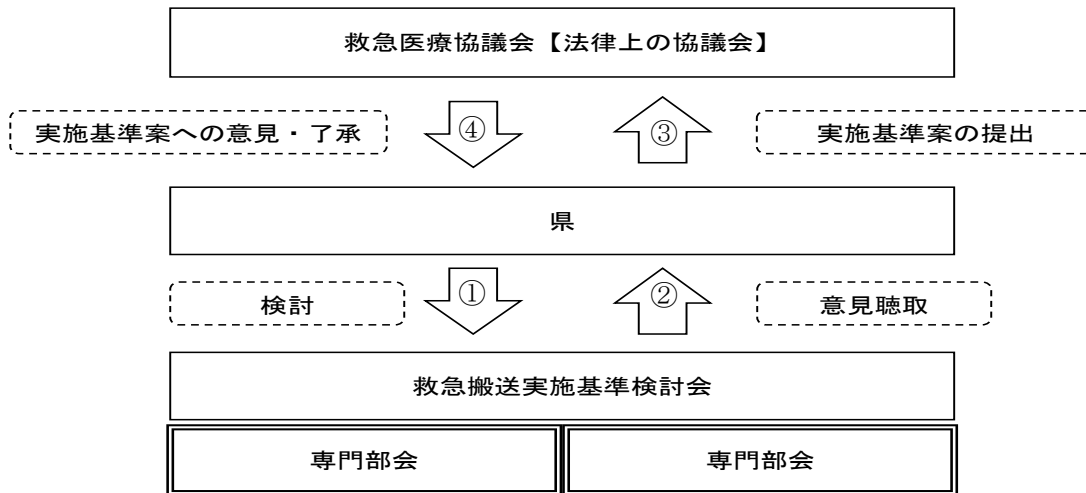 救急医療協議会【法律上の協議会】
実施基準案への意見・了承
④
③
実施基準案の提出
県
検討
①
②
意見聴取
救急搬送実施基準検討会
専門部会
専門部会